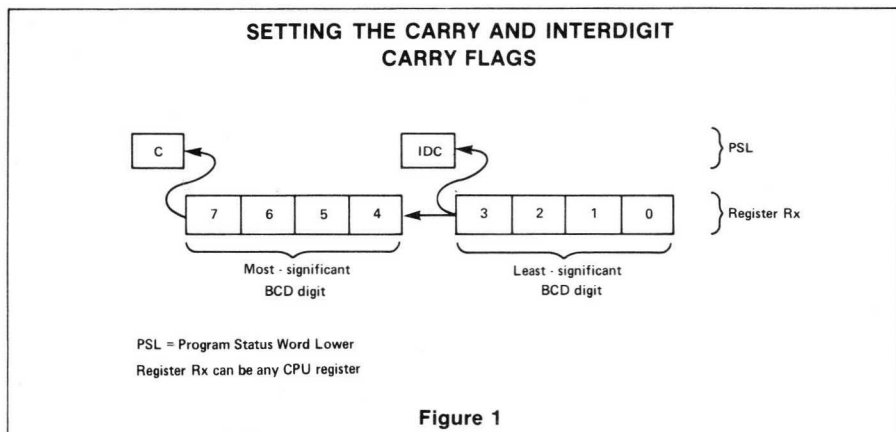 SETTING THE CARRY AND INTERDIGIT
CARRY FLAGS
C
IDC
PSL
7 6 5 4
3 2 1 0
Register Rx
Most - significant
BCD digit
Least - significant
BCD digit
PSL = Program Status Word Lower
Register Rx can be any CPU register
Figure 1